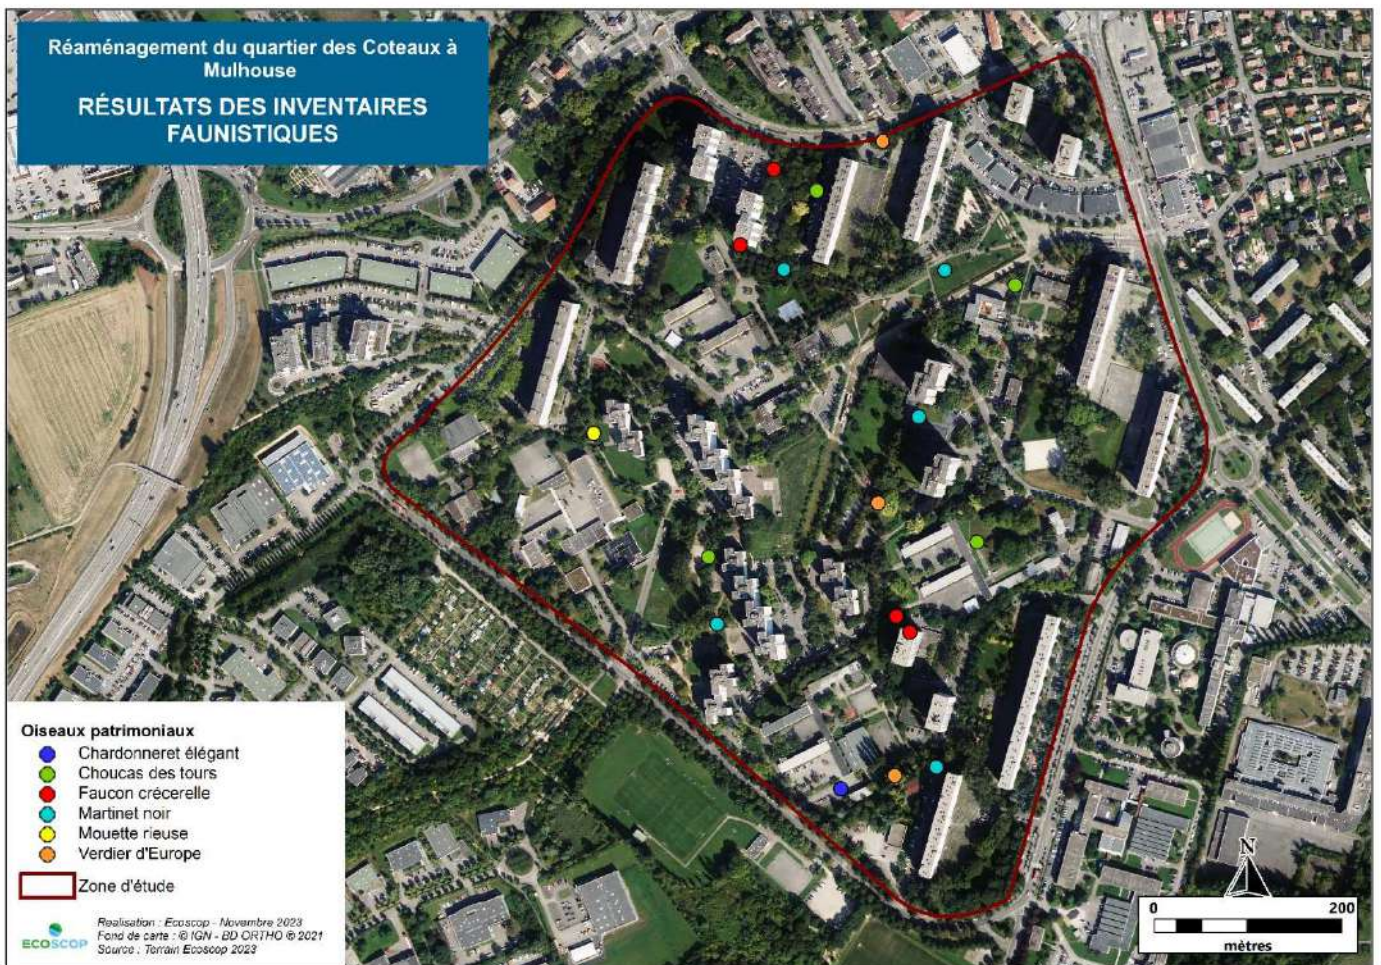 Réaménagement du quartier des Coteaux à
Mulhouse
RÉSULTATS DES INVENTAIRES
FAUNISTIQUES
Oiseaux patrimoniaux
Chardonneret élégant
Choucas des tours
Faucon crécerelle
Martinet noir
Mouette rieuse
Verdier d'Europe
Zone d'étude
ECOSCOP
Realisation : Ecoscop - Novembre 2023
Fond de carte : © IGN - BD ORTHO © 2021
Source : Terrain Ecoscop 2023
N
0 200
mètres